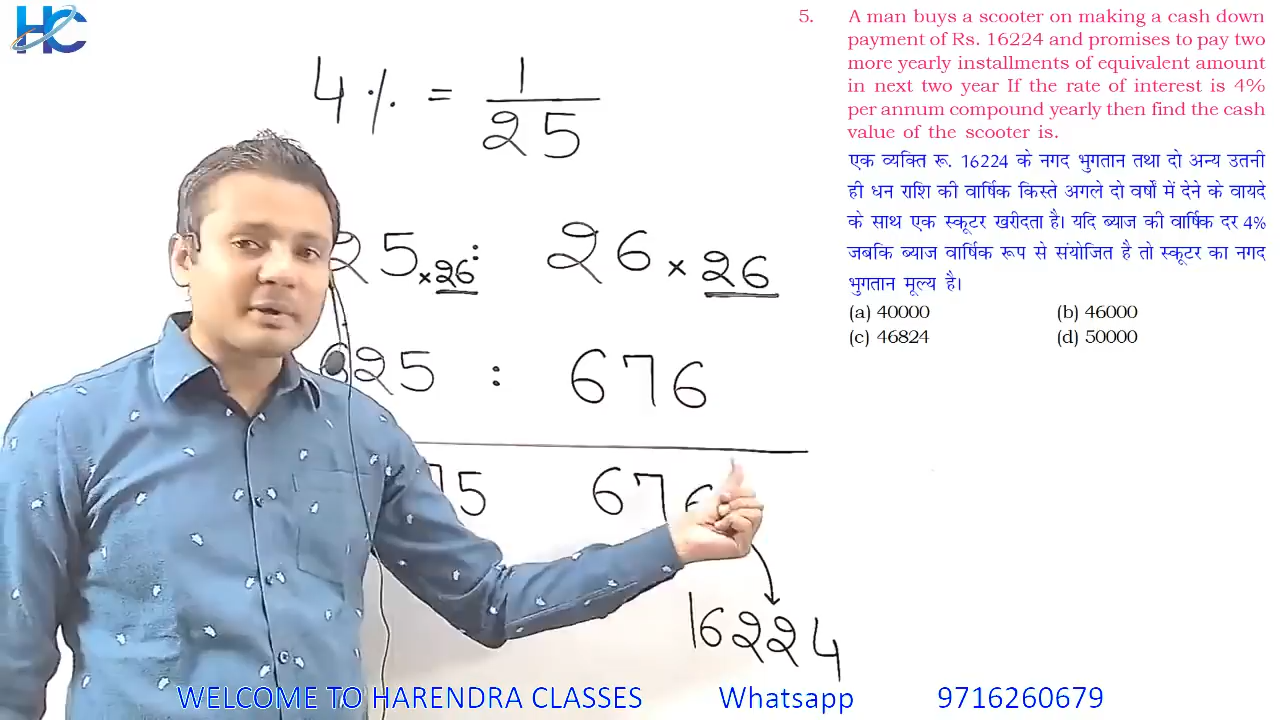 HC
5. A man buys a scooter on making a cash down
payment of Rs. 16224 and promises to pay two
more yearly installments of equivalent amount
in next two year If the rate of interest is 4%
per annum compound yearly then find the cash
value of the scooter is.
एक व्यक्ति रू. 16224 के नगद भुगतान तथा दो अन्य उतनी
ही धन राशि की वार्षिक किस्ते अगले दो वर्षों में देने के वायदे
के साथ एक स्कूटर खरीदता है। यदि ब्याज की वार्षिक दर 4%
जबकि ब्याज वार्षिक रूप से संयोजित है तो स्कूटर का नगद
भुगतान मूल्य है।
(a) 40000 (b) 46000
(c) 46824 (d) 50000
4% = 1/25
25×26 : 26×26
625 : 676
75 676
16224
WELCOME TO HARENDRA CLASSES Whatsapp 9716260679